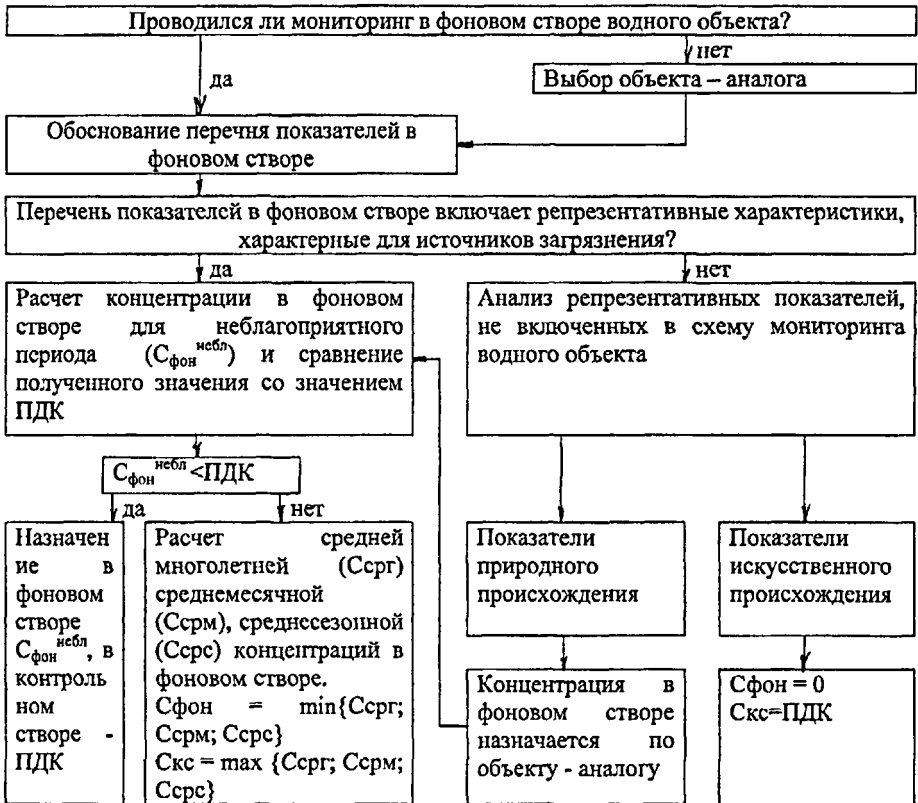 Проводился ли мониторинг в фоновом створе водного объекта?
нет
да
Выбор объекта – аналога
Обоснование перечня показателей в
фоновом створе
Перечень показателей в фоновом створе включает репрезентативные характеристики,
характерные для источников загрязнения?
да
нет
Расчет концентрации в фоновом
створе для неблагоприятного
периода (Сфон^небл) и сравнение
полученного значения со значением
ПДК
Анализ репрезентативных показателей,
не включенных в схему мониторинга
водного объекта
Сфон^небл <ПДК
да
нет
Назначен
ие в
фоновом
створе
Сфон^небл, в
контроль
ном
створе -
ПДК
Расчет средней
многолетней (Ссрг)
среднемесячной
(Ссрм), среднесезонной
(Ссрс) концентраций в
фоновом створе.
Сфон = min{Ссрг;
Ссрм; Ссрс}
Скс = max {Ссрг; Ссрм;
Ссрс}
Показатели
природного
происхождения
Показатели
искусственного
происхождения
Концентрация в
фоновом створе
назначается по
объекту - аналогу
Сфон = 0
Скс=ПДК